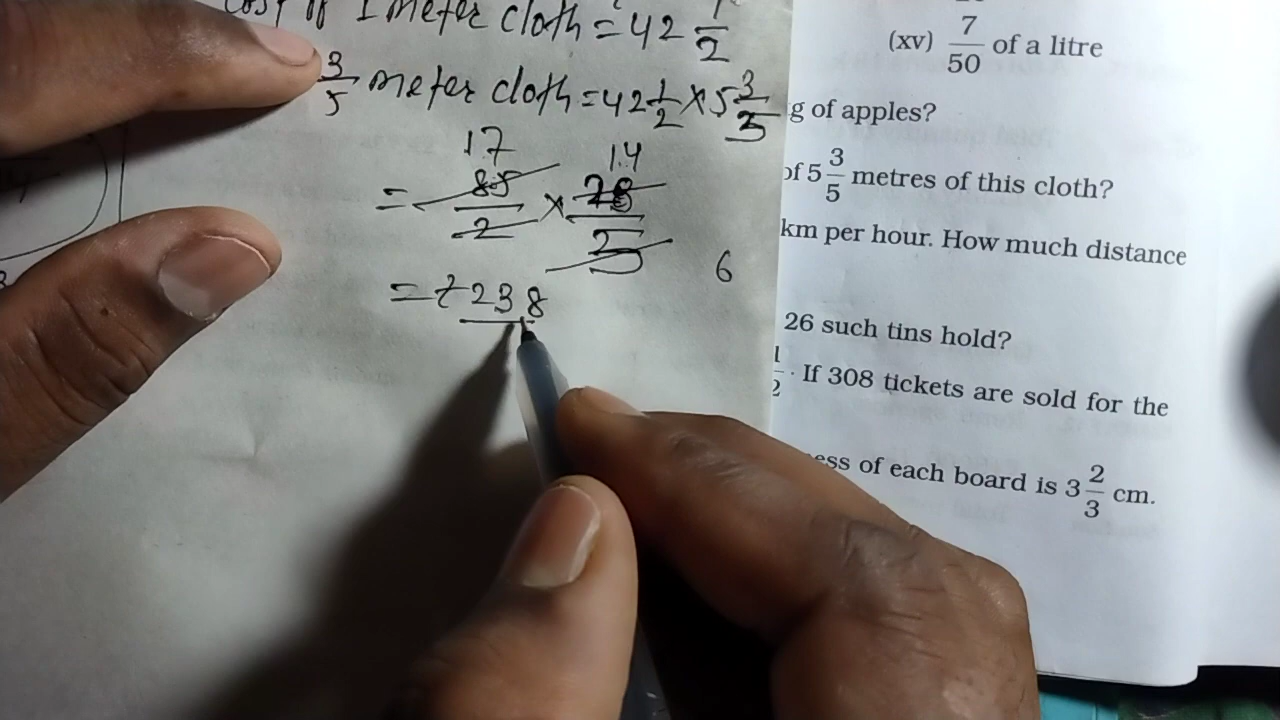 cost of 1 meter cloth = 42 1/2
3/5 meter cloth = 42 1/2 × 5 3/5
17 14
= 85/2 × 28/5
= ₹ 238
6
(xv) 7/50 of a litre
g of apples?
of 5 3/5 metres of this cloth?
km per hour. How much distance
26 such tins hold?
1/2. If 308 tickets are sold for the
ess of each board is 3 2/3 cm.